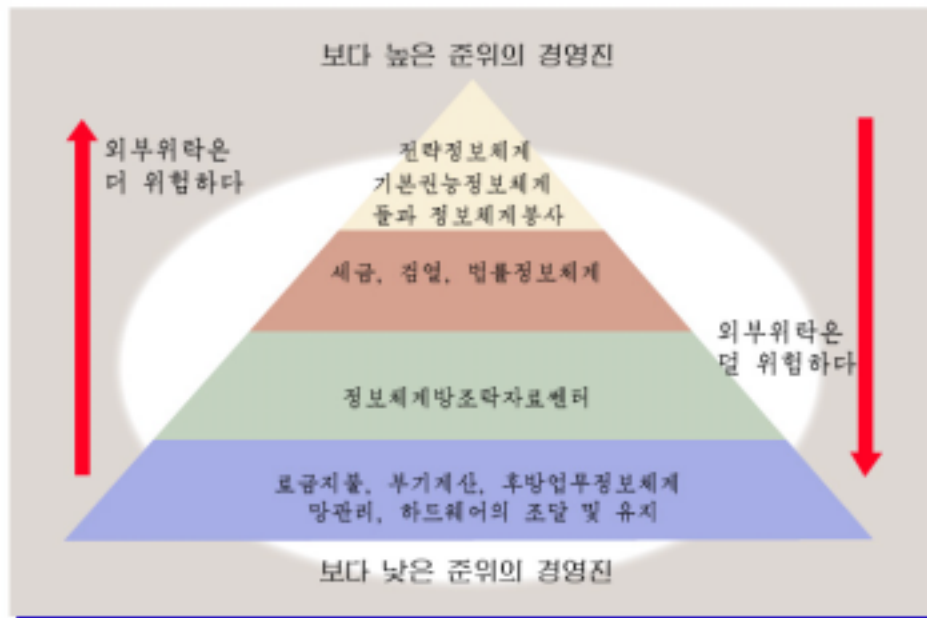 보다 높은 준위의 경영진
외부위탁은
더 위험하다
전략정보체계
기본권능정보체계
들과 정보체계봉사
세금, 검열, 법률정보체계
외부위탁은
덜 위험하다
정보체계방조탁자료쎈터
로금지불, 부기계산, 후방업무정보체계
망관리, 하드웨어의 조달 및 유지
보다 낮은 준위의 경영진